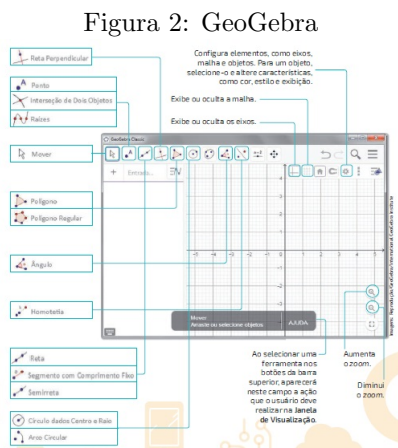 Figura 2: GeoGebra
Reta Perpendicular
Ponto
Interseção de Dois Objetos
Raízes
Mover
Polígono
Polígono Regular
Ângulo
Homotetia
Reta
Segmento com Comprimento Fixo
Semirreta
Círculo dados Centro e Raio
Arco Circular
Configura elementos, como eixos,
malha e objetos. Para um objeto,
selecione-o e altere características,
como cor, estilo e exibição.
Exibe ou oculta a malha.
Exibe ou oculta os eixos.
GeoGebra Classic
Entrada...
Mover
Arraste ou selecione objetos
AJUDA
Ao selecionar uma
ferramenta nos
botões da barra
superior, aparecerá
neste campo a ação
que o usuário deve
realizar na Janela
de Visualização.
Aumenta
o zoom.
Diminui
o zoom.